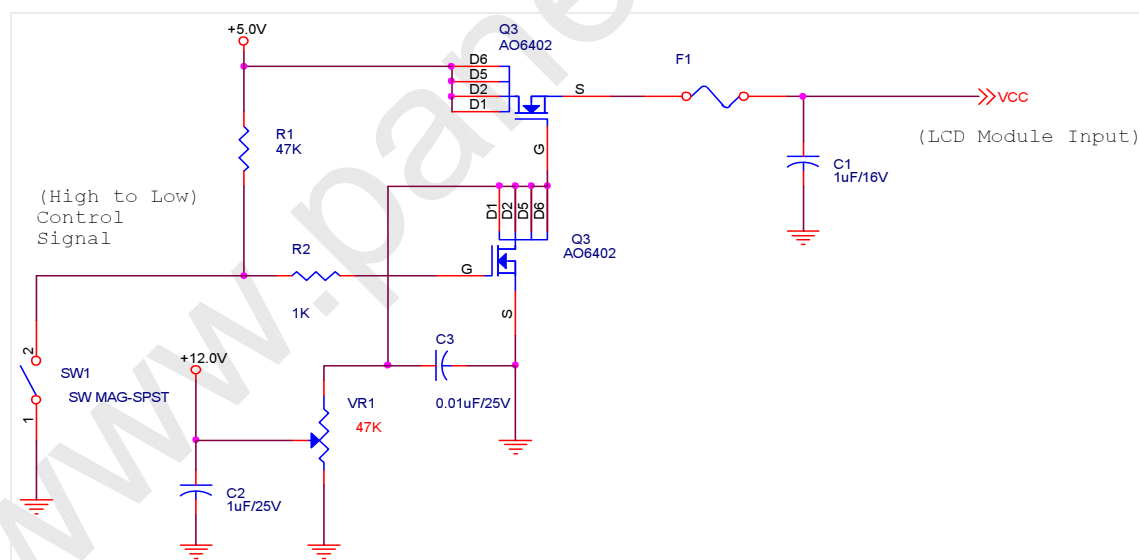 +5.0V
Q3
AO6402
D6
D5
D2
D1
S
G
F1
VCC
(LCD Module Input)
R1
47K
C1
1uF/16V
(High to Low)
Control
Signal
D1
D2
D5
D6
Q3
AO6402
R2
1K
G
S
2
SW1
SW MAG-SPST
1
+12.0V
C3
0.01uF/25V
VR1
47K
C2
1uF/25V
www.pane